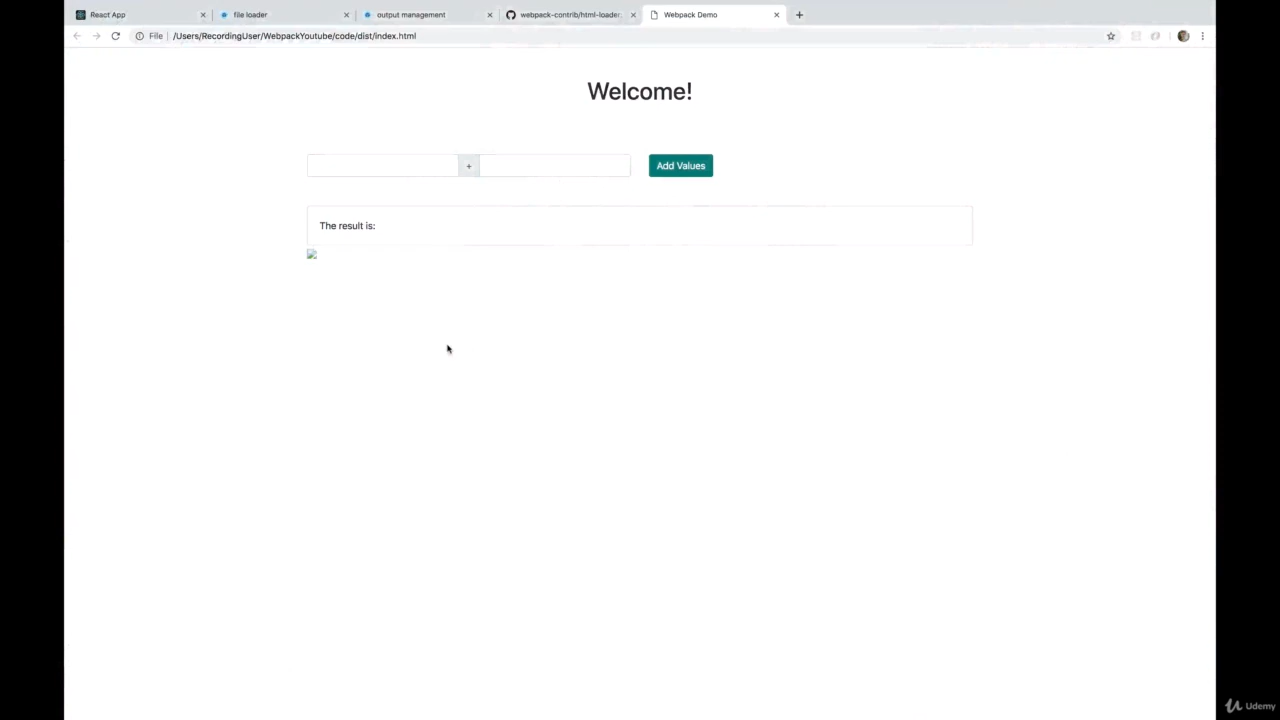 React App
file loader
output management
webpack-contrib/html-loader:
Webpack Demo
File
/Users/RecordingUser/WebpackYoutube/code/dist/index.html
Welcome!
+
Add Values
The result is:
Udemy